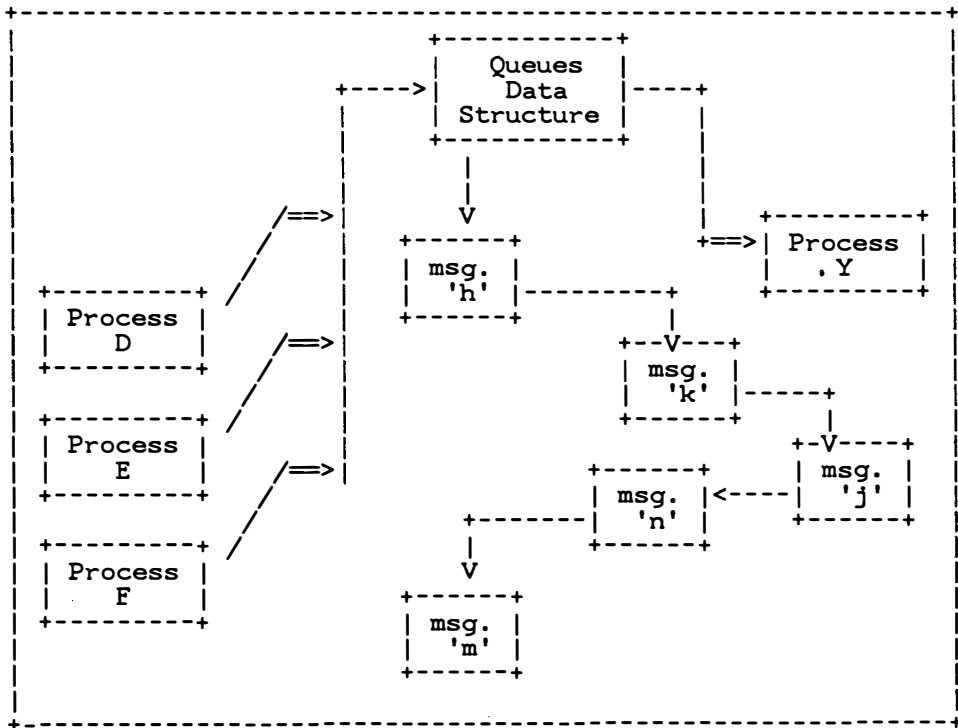 Queues
Data
Structure
Process
. Y
msg.
'h'
Process
D
msg.
'k'
Process
E
msg.
'j'
msg.
'n'
Process
F
msg.
'm'